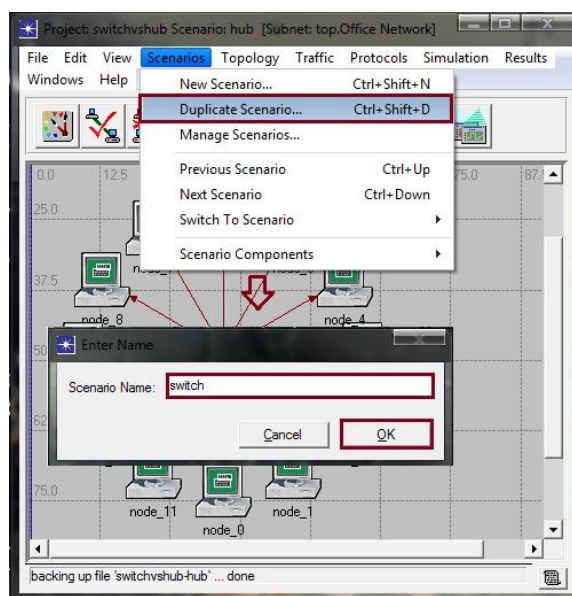 Project: switchvshub Scenario: hub [Subnet: top.Office Network]
File Edit View Scenarios Topology Traffic Protocols Simulation Results
Windows Help
New Scenario... Ctrl+Shift+N
Duplicate Scenario... Ctrl+Shift+D
Manage Scenarios...
Previous Scenario Ctrl+Up
Next Scenario Ctrl+Down
Switch To Scenario
Scenario Components
0.0 12.5 75.0
25.0
37.5
node_8 node_4
Enter Name
Scenario Name: switch
Cancel OK
75.0
node_11 node_1
node_0
backing up file 'switchvshub-hub' ... done